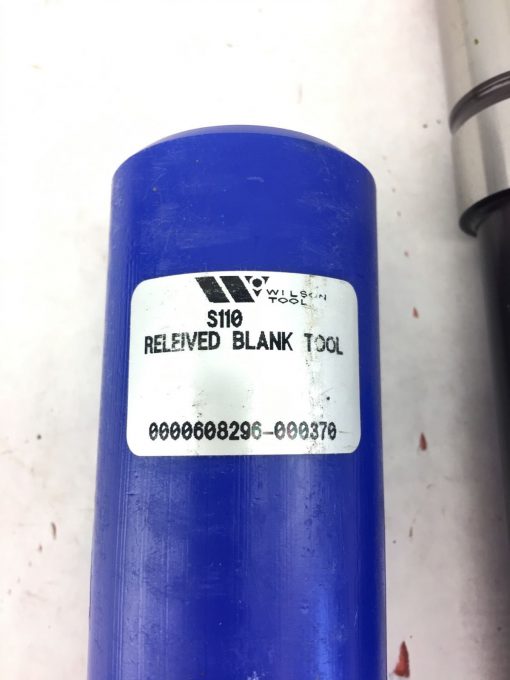 WILSON
TOOL
S110
RELEIVED BLANK TOOL
0000608296-000370